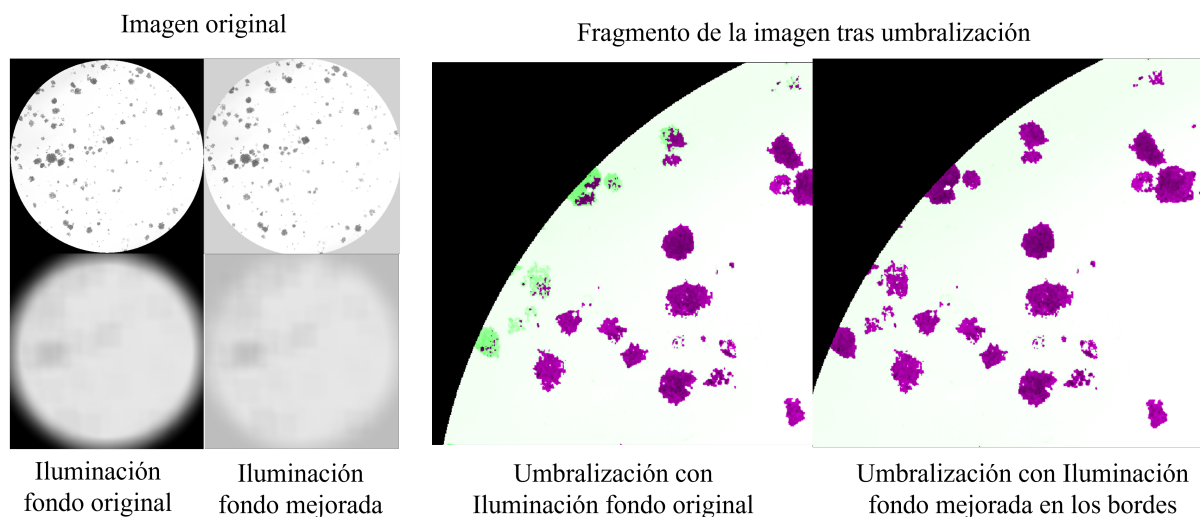 Imagen original
Fragmento de la imagen tras umbralización
Iluminación
fondo original
Iluminación
fondo mejorada
Umbralización con
Iluminación fondo original
Umbralización con Iluminación
fondo mejorada en los bordes